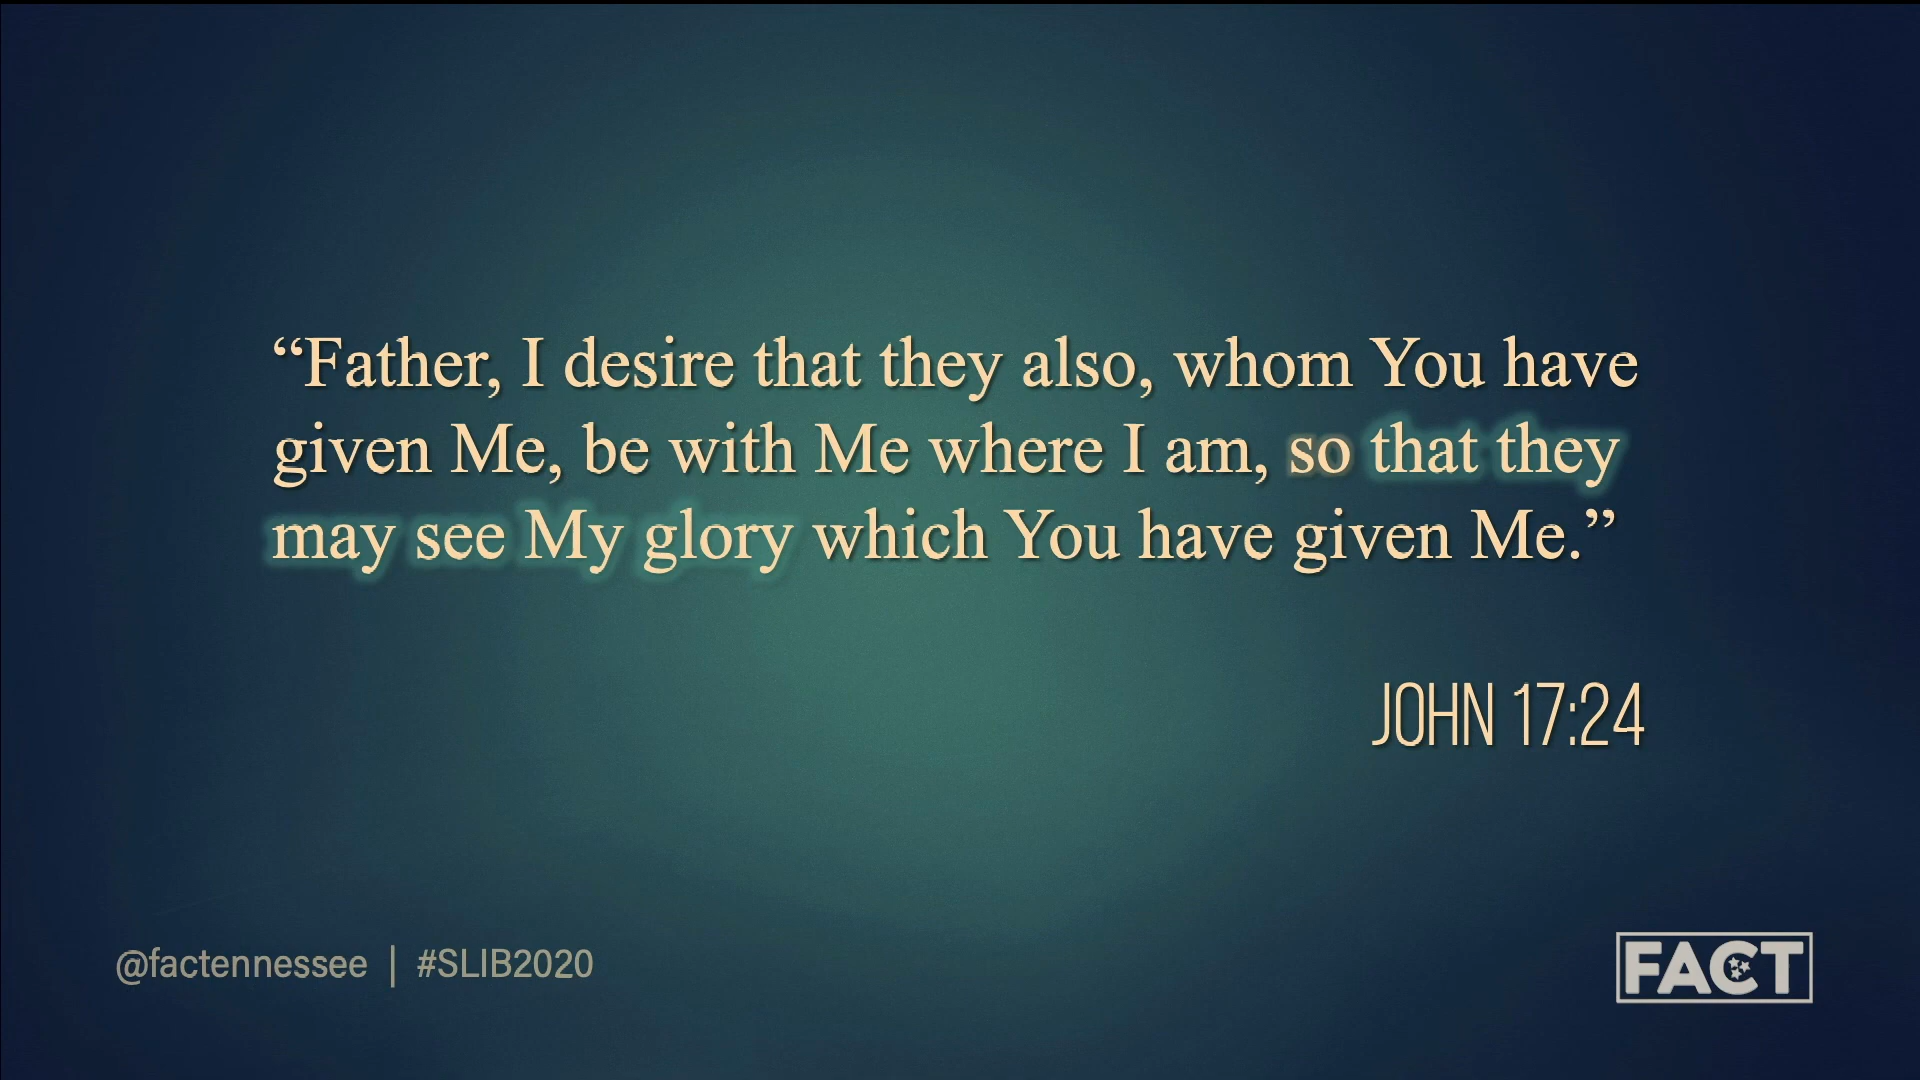 “Father, I desire that they also, whom You have
given Me, be with Me where I am, so that they
may see My glory which You have given Me.”
JOHN 17:24
@factennessee | #SLIB2020
FACT